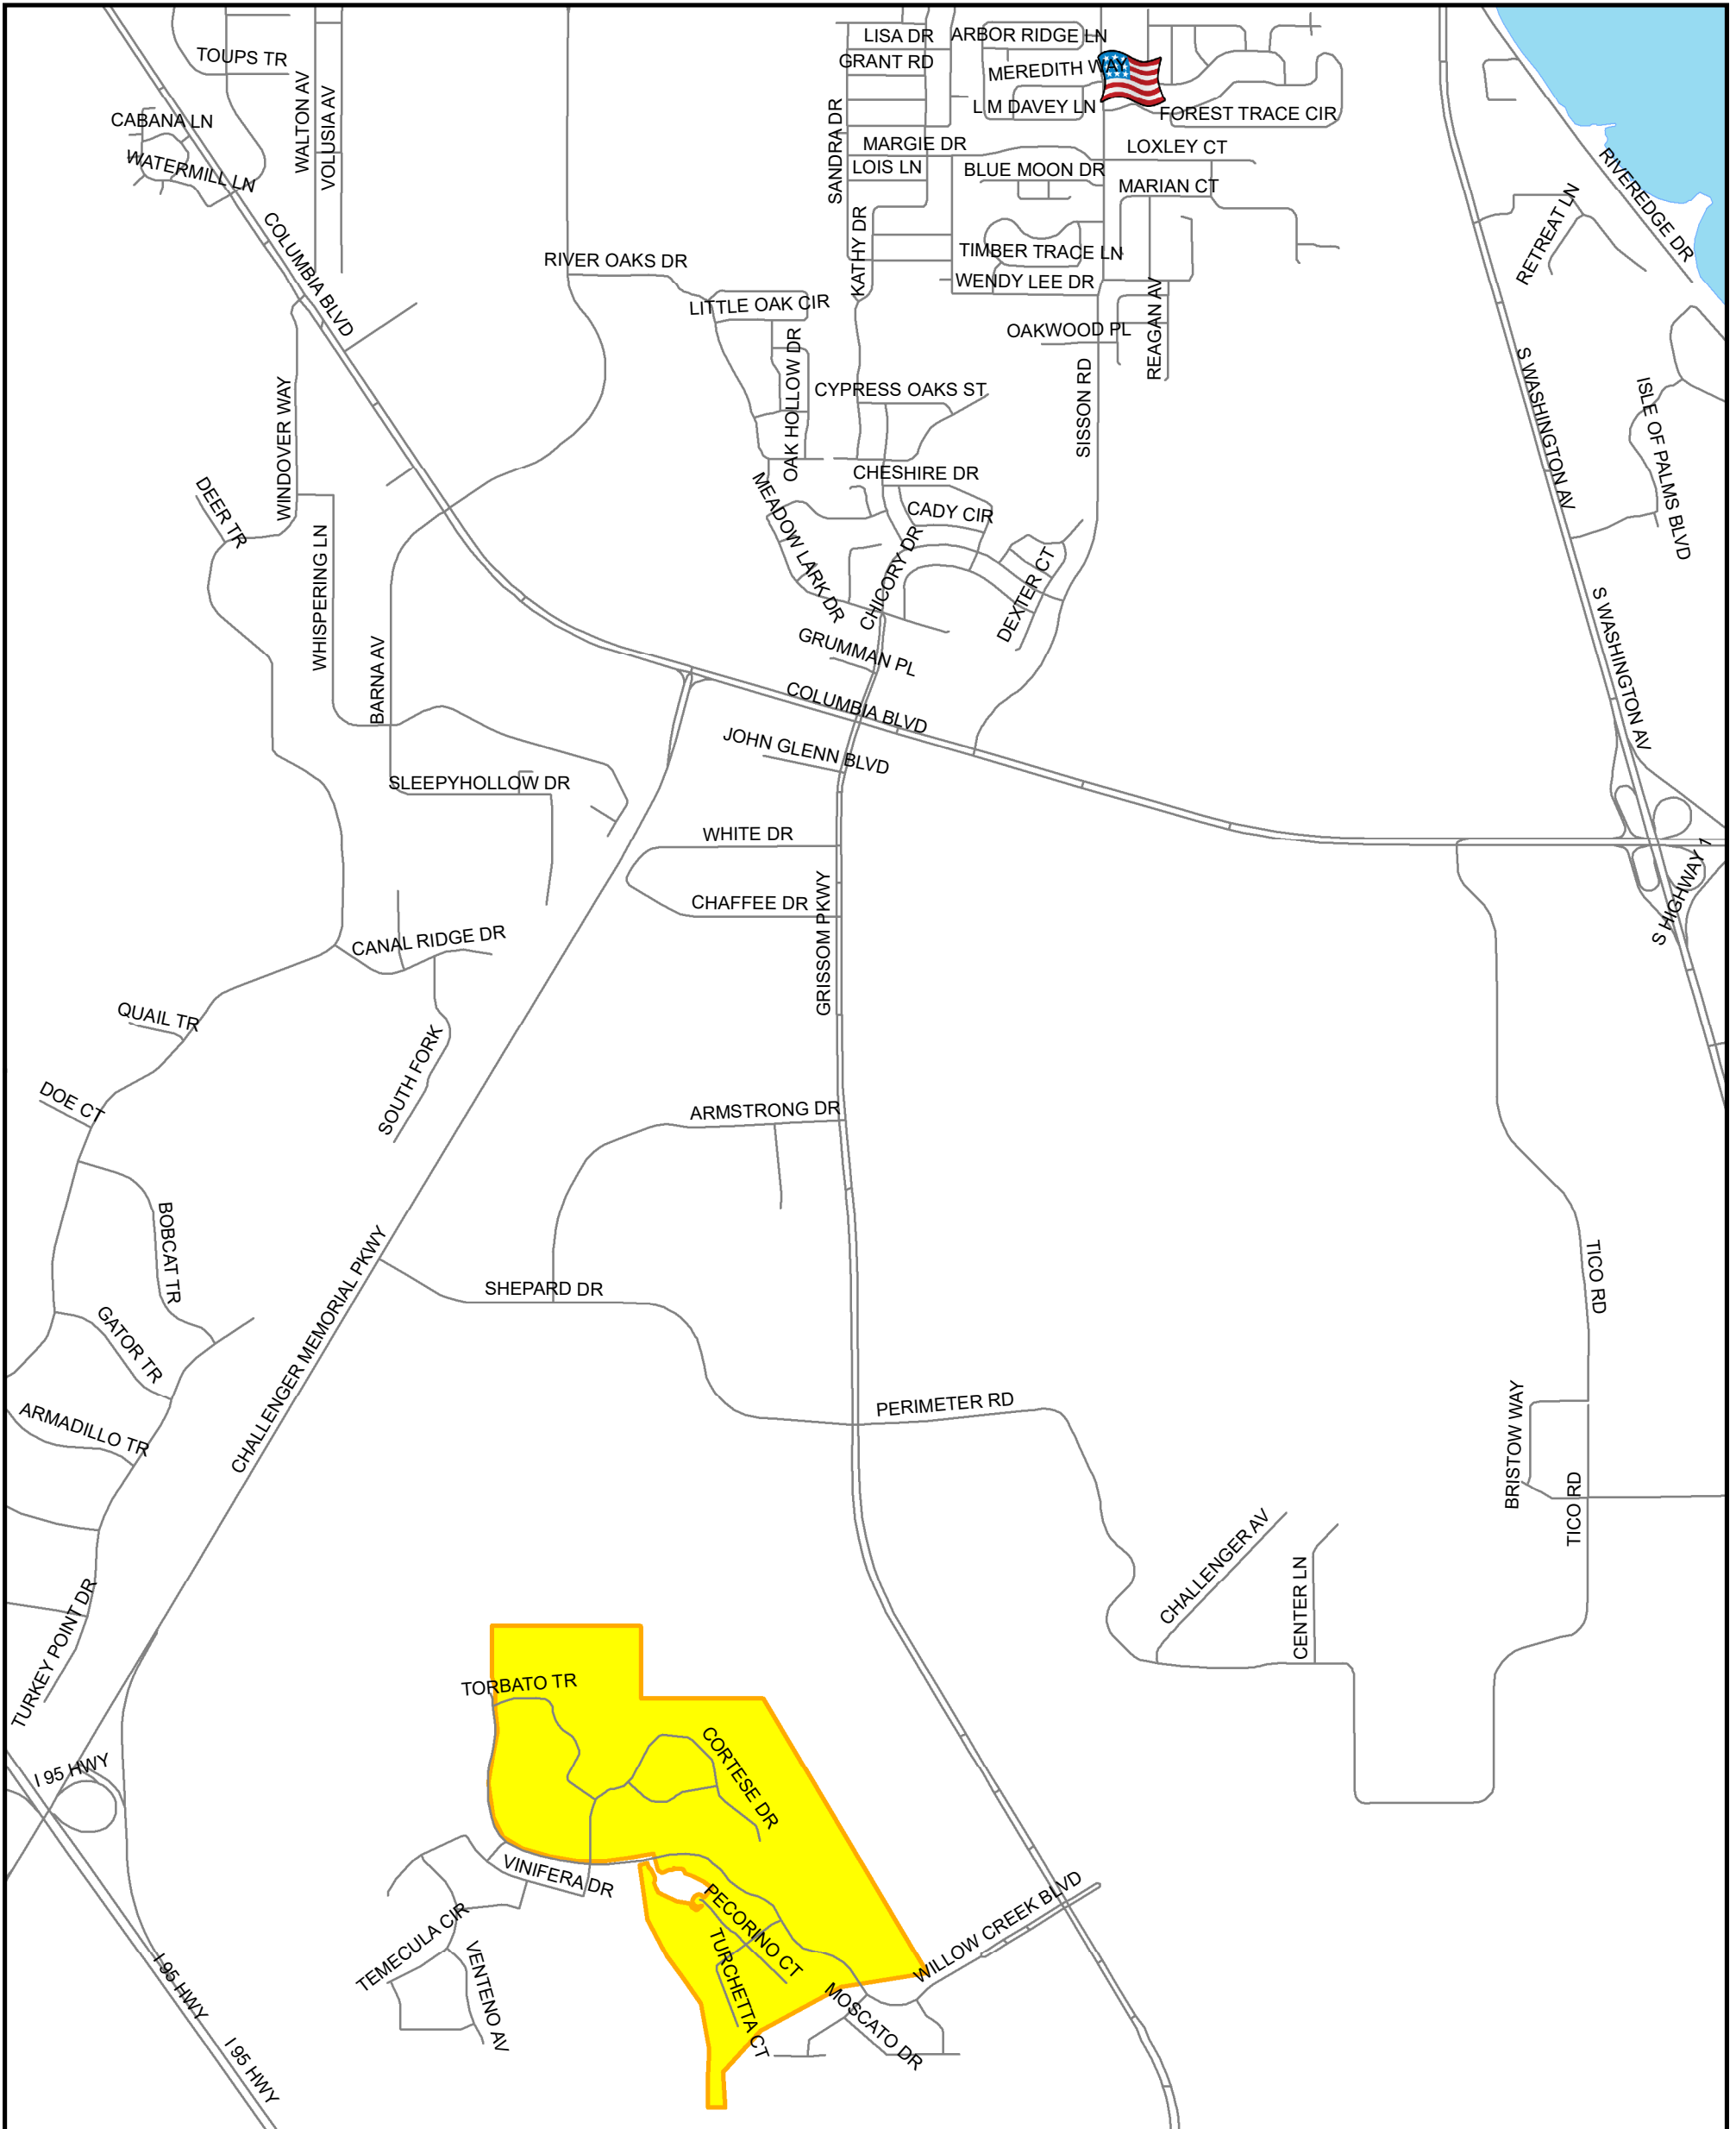 LISA DR
ARBOR RIDGE LN
TOUPS TR
GRANT RD
MEREDITH WAY
WALTON AV
VOLUSIA AV
SANDRA DR
L M DAVEY LN
FOREST TRACE CIR
CABANA LN
MARGIE DR
LOXLEY CT
WATERMILL LN
LOIS LN
BLUE MOON DR
MARIAN CT
RIVEREDGE DR
RETREAT LN
COLUMBIA BLVD
KATHY DR
RIVER OAKS DR
TIMBER TRACE LN
WENDY LEE DR
LITTLE OAK CIR
REAGAN AV
OAKWOOD PL
OAK HOLLOW DR
CYPRESS OAKS ST
SISSON RD
S WASHINGTON AV
ISLE OF PALMS BLVD
WINDOVER WAY
CHESHIRE DR
DEER TR
MEADOW LARK DR
CADY CIR
WHISPERING LN
CHICORY DR
DEXTER CT
S WASHINGTON AV
BARNA AV
GRUMMAN PL
COLUMBIA BLVD
JOHN GLENN BLVD
SLEEPYHOLLOW DR
WHITE DR
S HIGHWAY 1
CHAFFEE DR
GRISSOM PKWY
CANAL RIDGE DR
QUAIL TR
SOUTH FORK
DOE CT
ARMSTRONG DR
BOBCAT TR
CHALLENGER MEMORIAL PKWY
SHEPARD DR
TICO RD
GATOR TR
PERIMETER RD
BRISTOW WAY
ARMADILLO TR
TICO RD
CHALLENGER AV
CENTER LN
TURKEY POINT DR
TORBATO TR
CORTESE DR
I 95 HWY
VINIFERA DR
PECORINO CT
WILLOW CREEK BLVD
TEMECULA CIR
TURCHETTA CT
VENTENO AV
I 95 HWY
MOSCATO DR
I 95 HWY